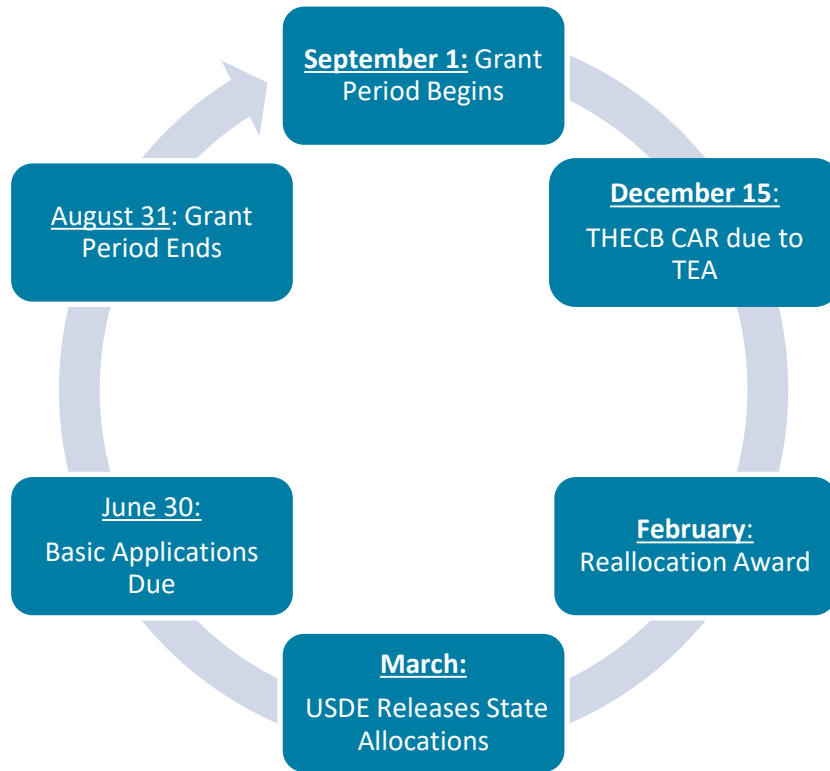 September 1: Grant
Period Begins
December 15:
THECB CAR due to
TEA
February:
Reallocation Award
March:
USDE Releases State
Allocations
June 30:
Basic Applications
Due
August 31: Grant
Period Ends